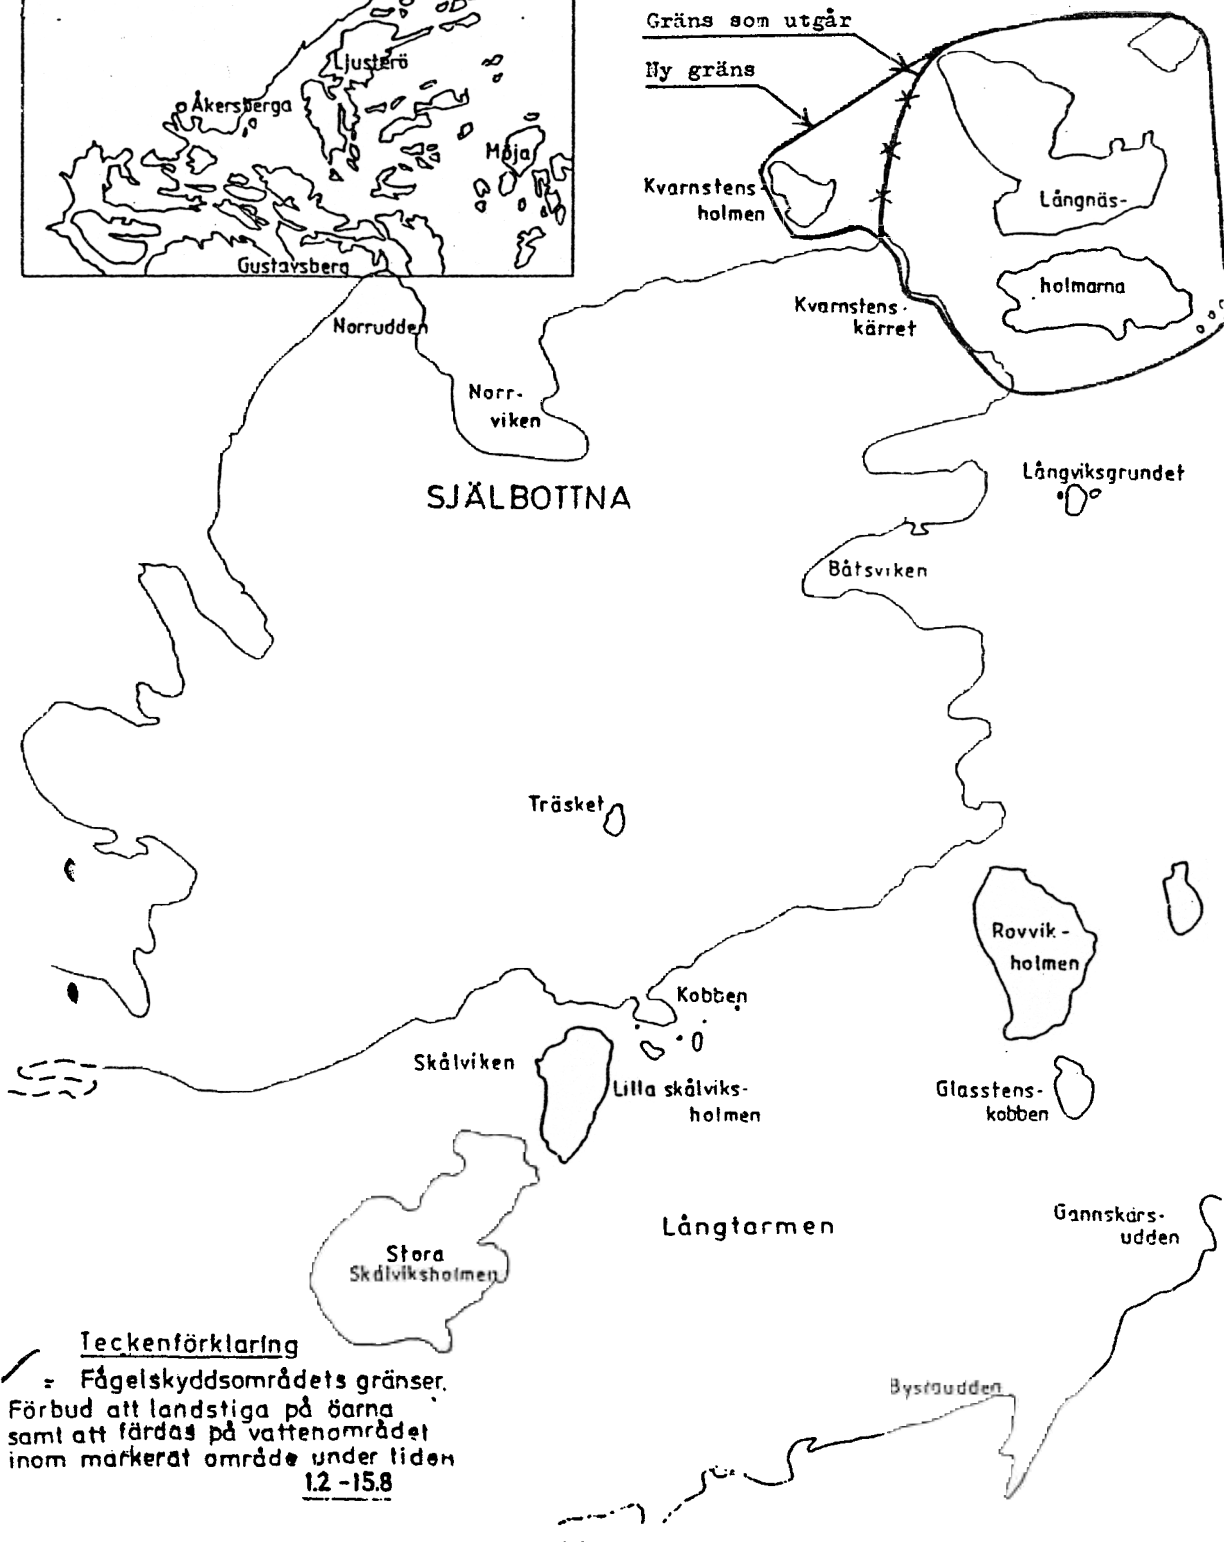 Gräns som utgår
Ljusterö
Ny gräns
Åkersberga
Möja
Kvarnstens
holmen
Långnäs-
Gustavsberg
holmarna
Kvarnstens-
kärret
Norrudden
Norr-
viken
Långviksgrundet
SJÄLBOTTNA
Båtsviken
Träsket
Rovvik-
holmen
Kobben
Skålviken
Lilla skålviks-
holmen
Glasstens-
kobben
Gannskärs-
udden
Långtarmen
Stora
Skålviksholmen
Teckenförklaring
= Fågelskyddsområdets gränser.
Förbud att landstiga på öarna
samt att färdas på vattenområdet
inom markerat område under tiden
1.2 -15.8